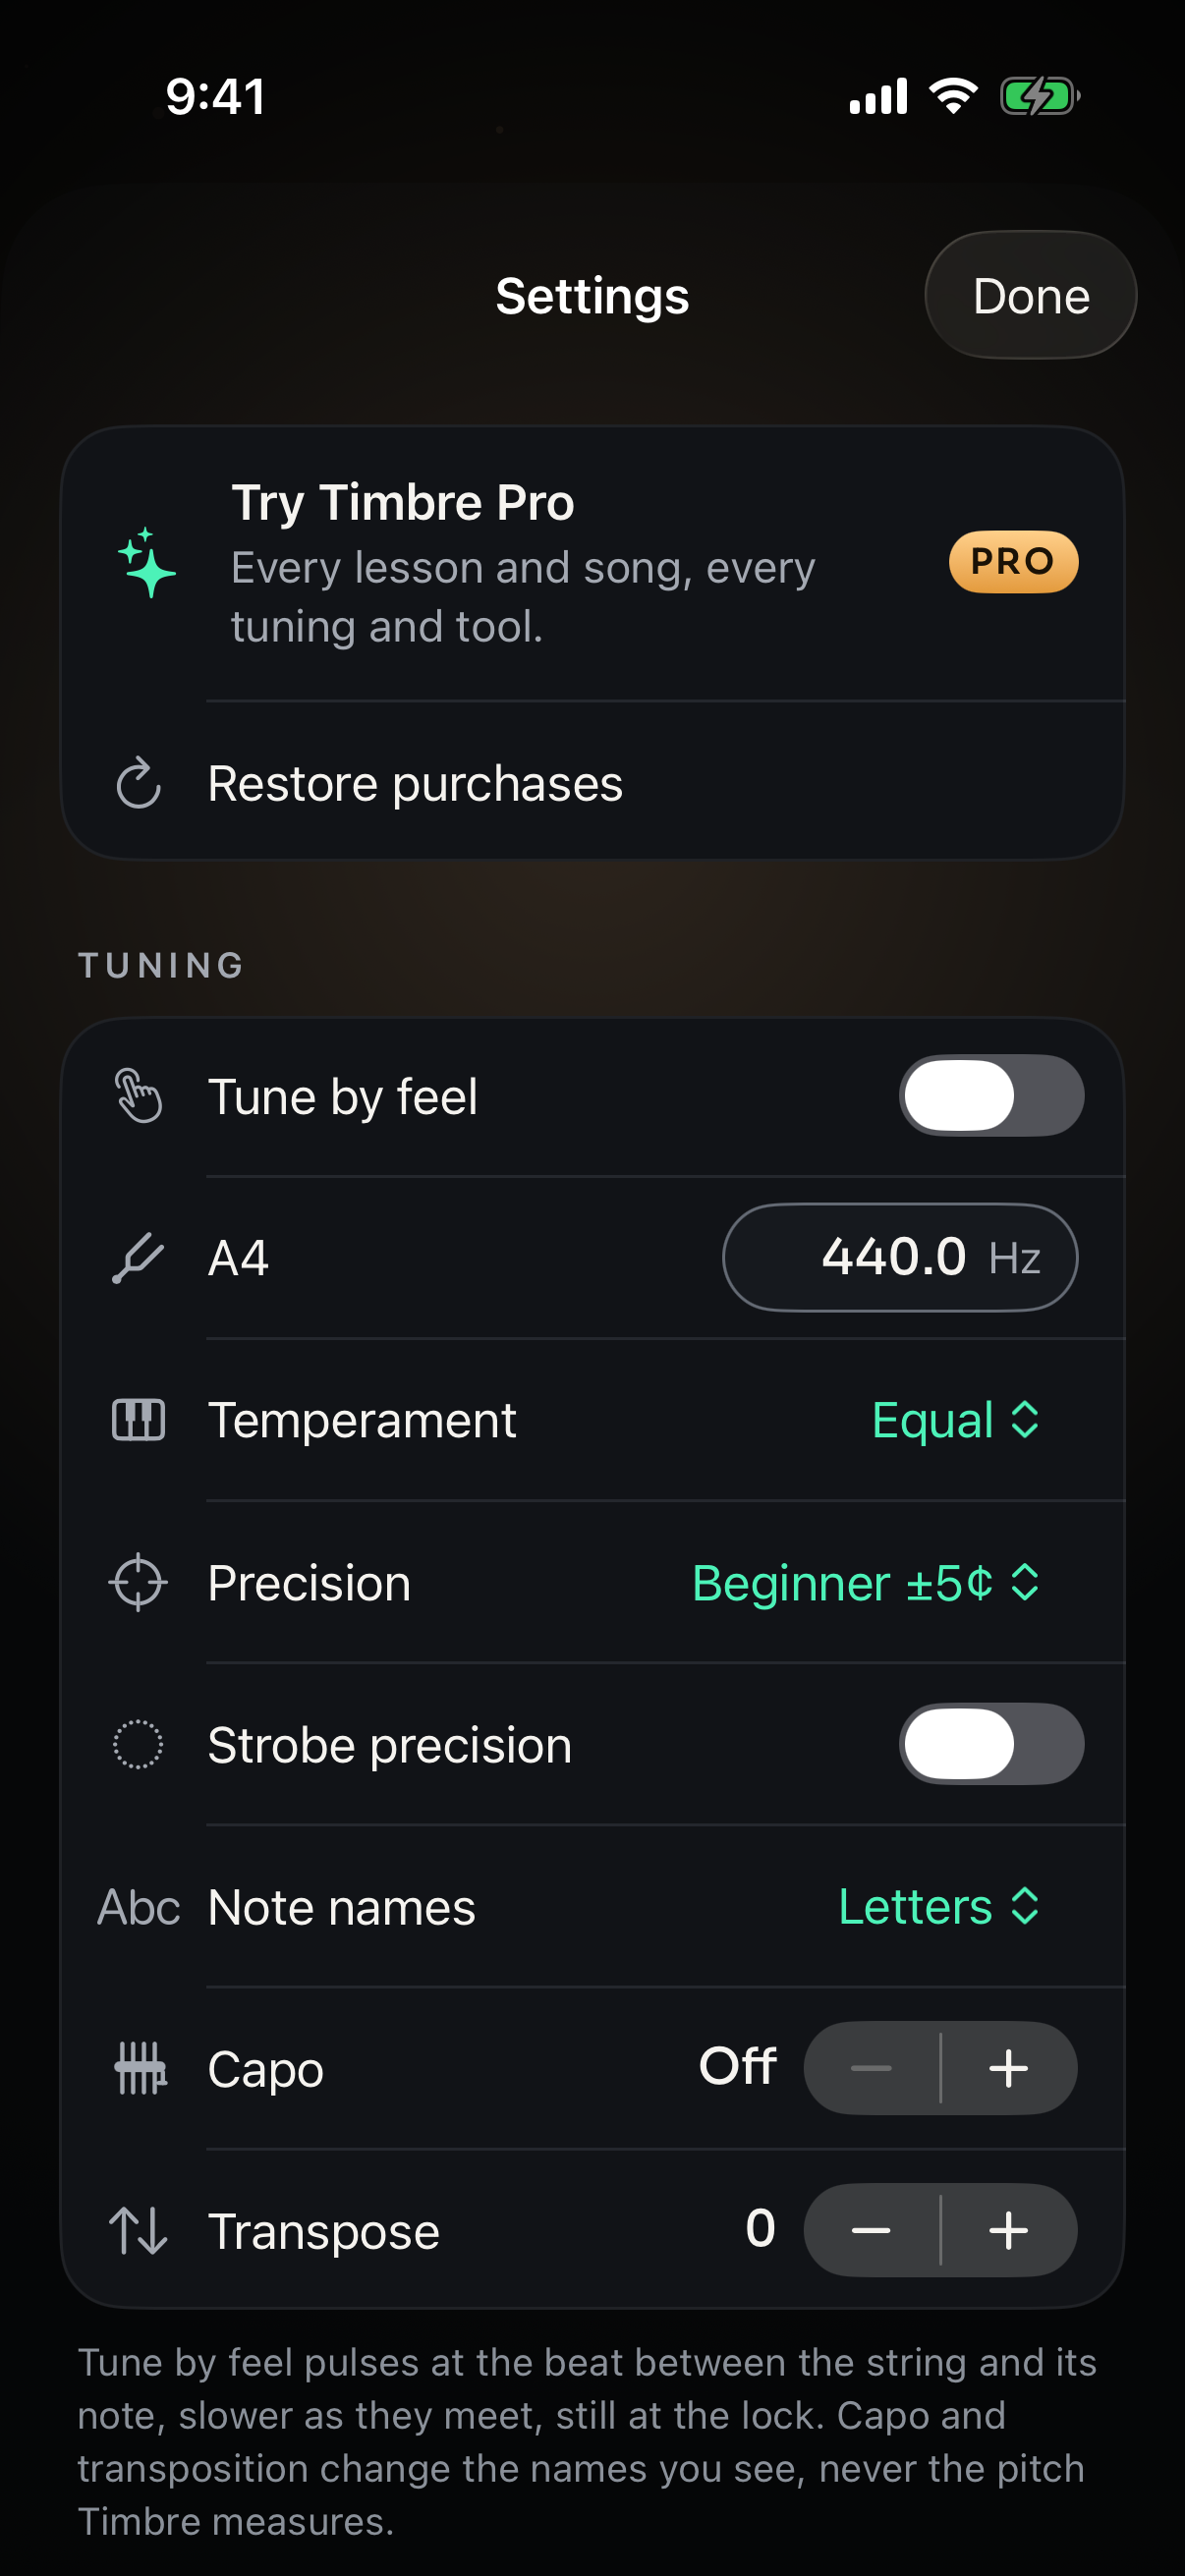 9:41
Settings
Done
Try Timbre Pro
Every lesson and song, every
tuning and tool.
PRO
Restore purchases
TUNING
Tune by feel
A4
440.0 Hz
Temperament
Equal
Precision
Beginner ±5¢
Strobe precision
Abc
Note names
Letters
Capo
Off
Transpose
0
Tune by feel pulses at the beat between the string and its
note, slower as they meet, still at the lock. Capo and
transposition change the names you see, never the pitch
Timbre measures.